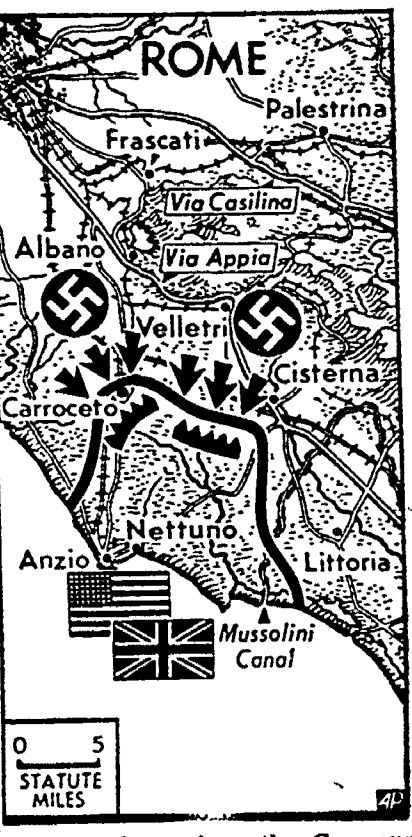 ROME
Palestrina
Frascati
Via Casilina
Albano
Via Appia
Velletri
Cisterna
Carroceto
Nettuno
Anzio
Littoria
Mussolini
Canal
0 5
STATUTE
MILES
AP